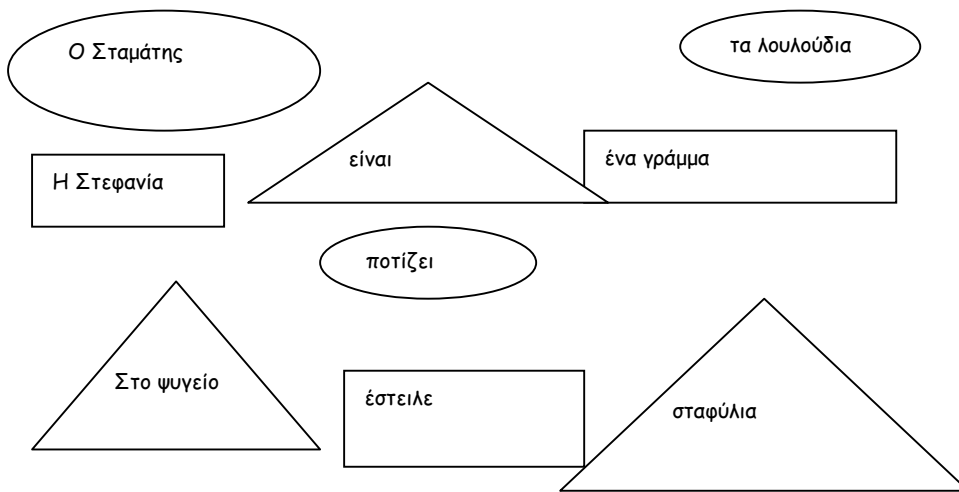 Ο Σταμάτης
τα λουλούδια
είναι
ένα γράμμα
Η Στεφανία
ποτίζει
Στο ψυγείο
έστειλε
σταφύλια